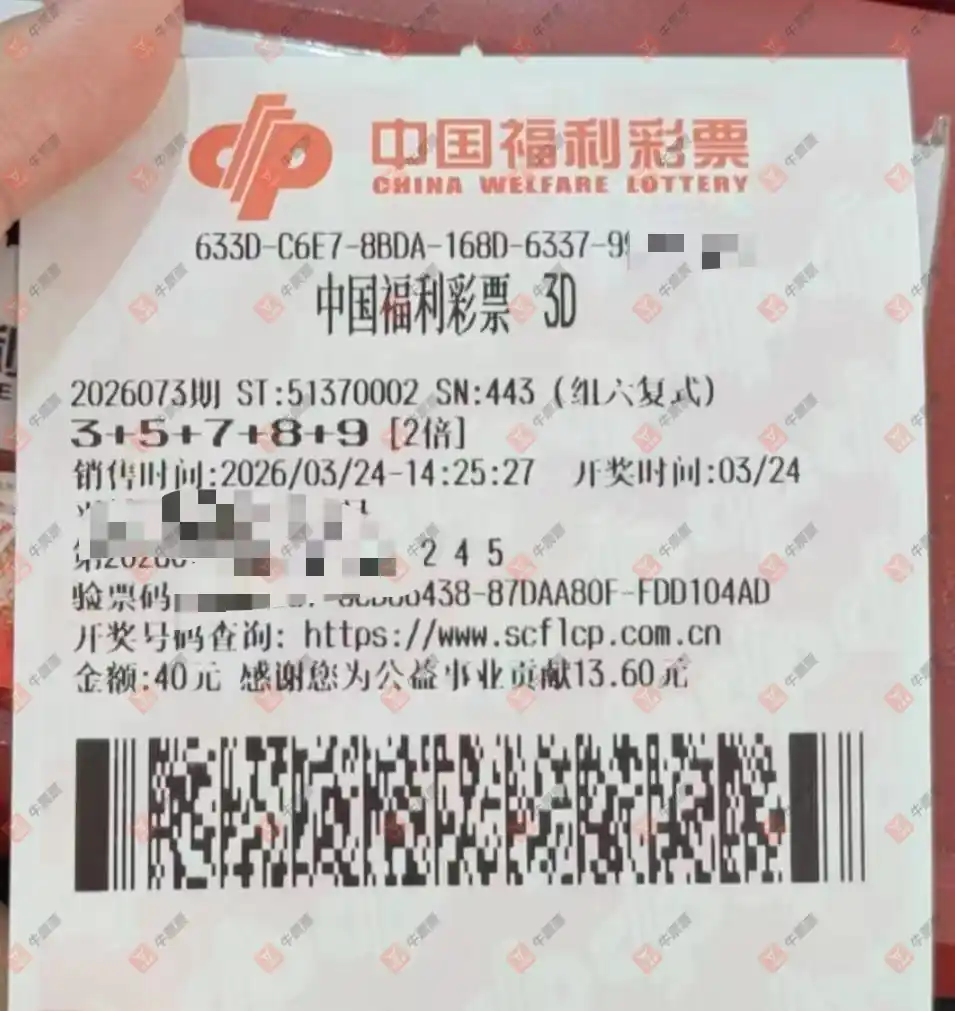 中国福利彩票
CHINA WELFARE LOTTERY
633D-C6E7-8BDA-168D-6337-9
中国福利彩票 3D
2026073期 ST:51370002 SN:443 (组六复式)
3+5+7+8+9 [2倍]
销售时间:2026/03/24-14:25:27 开奖时间:03/24
2 4 5
验票码 438-87DAA80F-FDD104AD
开奖号码查询: https://www.scflcp.com.cn
金额:40元 感谢您为公益事业贡献13.60元
牛票票